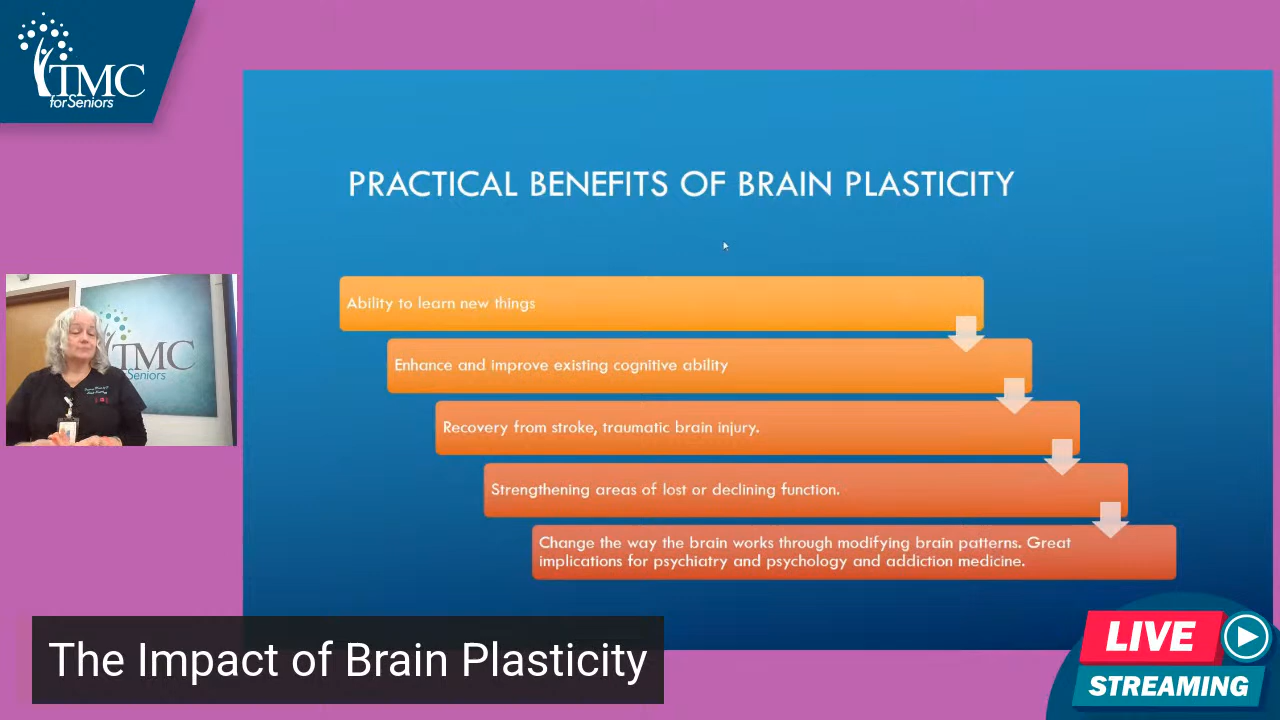 TMC
for Seniors
PRACTICAL BENEFITS OF BRAIN PLASTICITY
Ability to learn new things
Enhance and improve existing cognitive ability
Recovery from stroke, traumatic brain injury.
Strengthening areas of lost or declining function.
Change the way the brain works through modifying brain patterns. Great
implications for psychiatry and psychology and addiction medicine.
TMC
Seniors
The Impact of Brain Plasticity
LIVE
STREAMING